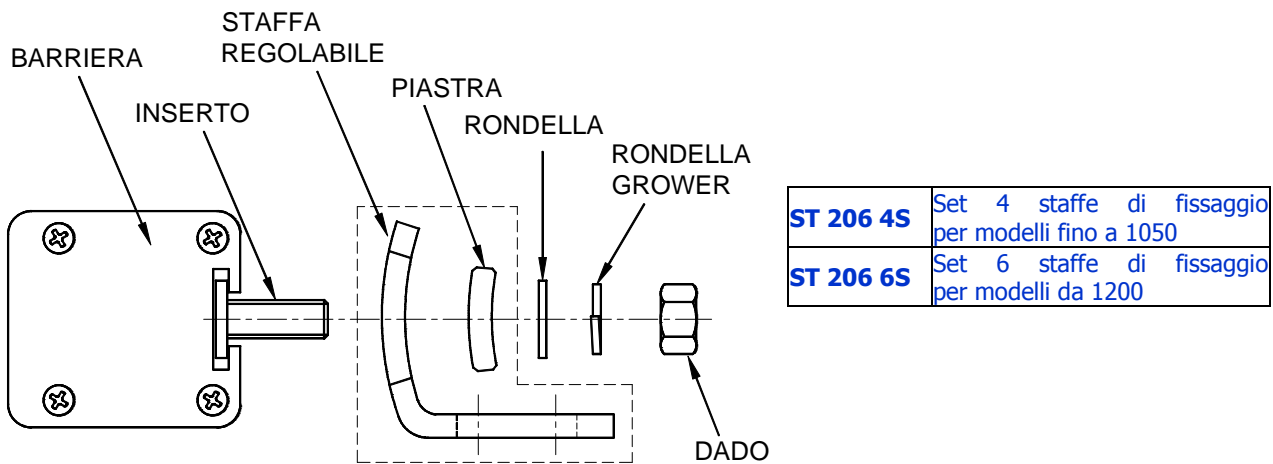 STAFFA
REGOLABILE
BARRIERA
PIASTRA
INSERTO
RONDELLA
RONDELLA
GROWER
DADO
ST 206 4S
Set 4 staffe di fissaggio
per modelli fino a 1050
ST 206 6S
Set 6 staffe di fissaggio
per modelli da 1200